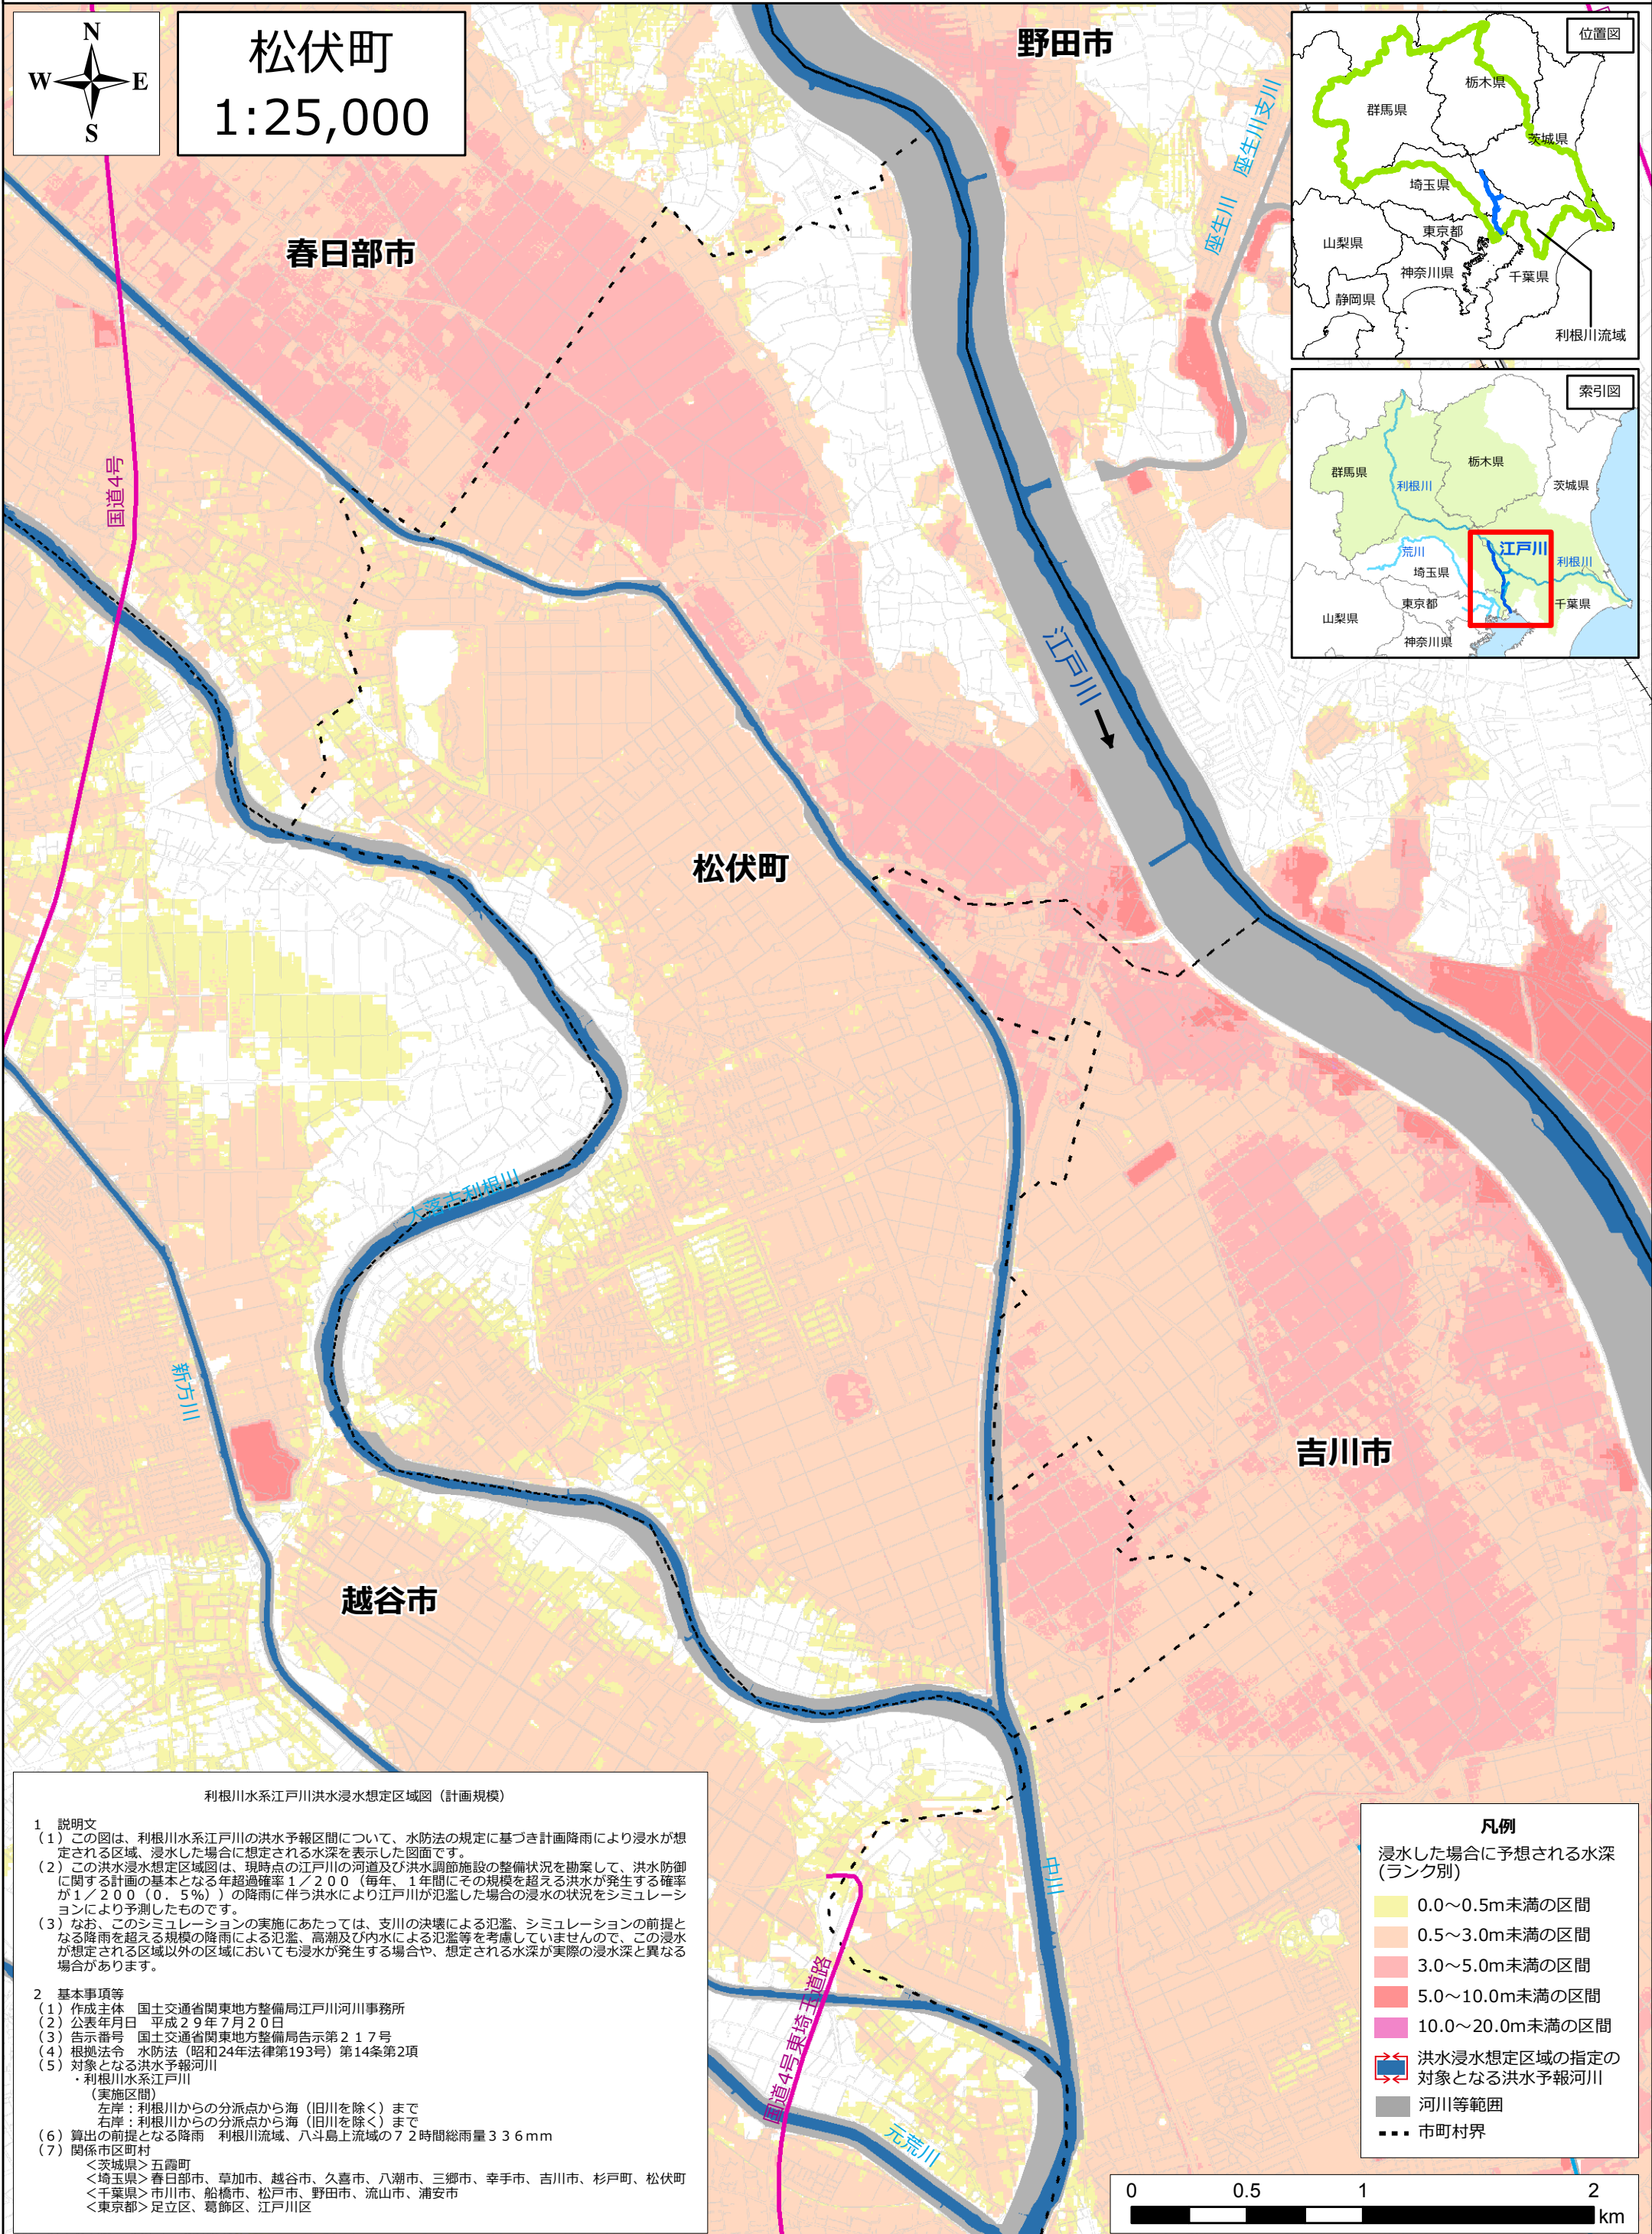 N
W E
S
松伏町
1:25,000
野田市
春日部市
座生川支川
座生川
国道4号
江戸川
松伏町
大落古利根川
新方川
吉川市
越谷市
中川
国道4号東埼玉道路
元荒川
位置図
栃木県
群馬県
茨城県
埼玉県
東京都
山梨県
神奈川県
千葉県
静岡県
利根川流域
索引図
栃木県
群馬県
茨城県
利根川
江戸川
荒川
利根川
埼玉県
東京都
千葉県
山梨県
神奈川県
利根川水系江戸川洪水浸水想定区域図（計画規模）
1 説明文
（1）この図は、利根川水系江戸川の洪水予報区間について、水防法の規定に基づき計画降雨により浸水が想
定される区域、浸水した場合に想定される水深を表示した図面です。
（2）この洪水浸水想定区域図は、現時点の江戸川の河道及び洪水調節施設の整備状況を勘案して、洪水防御
に関する計画の基本となる年超過確率１／２００（毎年、１年間にその規模を超える洪水が発生する確率
が１／２００（０．５%））の降雨に伴う洪水により江戸川が氾濫した場合の浸水の状況をシミュレーシ
ョンにより予測したものです。
（3）なお、このシミュレーションの実施にあたっては、支川の決壊による氾濫、シミュレーションの前提と
なる降雨を超える規模の降雨による氾濫、高潮及び内水による氾濫等を考慮していませんので、この浸水
が想定される区域以外の区域においても浸水が発生する場合や、想定される水深が実際の浸水深と異なる
場合があります。
2 基本事項等
（1）作成主体　国土交通省関東地方整備局江戸川河川事務所
（2）公表年月日　平成２９年７月２０日
（3）告示番号　国土交通省関東地方整備局告示第２１７号
（4）根拠法令　水防法（昭和24年法律第193号）第14条第2項
（5）対象となる洪水予報河川
・利根川水系江戸川
（実施区間）
左岸：利根川からの分派点から海（旧川を除く）まで
右岸：利根川からの分派点から海（旧川を除く）まで
（6）算出の前提となる降雨　利根川流域、八斗島上流域の７２時間総雨量３３６mm
（7）関係市区町村
＜茨城県＞五霞町
＜埼玉県＞春日部市、草加市、越谷市、久喜市、八潮市、三郷市、幸手市、吉川市、杉戸町、松伏町
＜千葉県＞市川市、船橋市、松戸市、野田市、流山市、浦安市
＜東京都＞足立区、葛飾区、江戸川区
凡例
浸水した場合に予想される水深
(ランク別)
0.0～0.5m未満の区間
0.5～3.0m未満の区間
3.0～5.0m未満の区間
5.0～10.0m未満の区間
10.0～20.0m未満の区間
洪水浸水想定区域の指定の
対象となる洪水予報河川
河川等範囲
市町村界
0 0.5 1 2
km